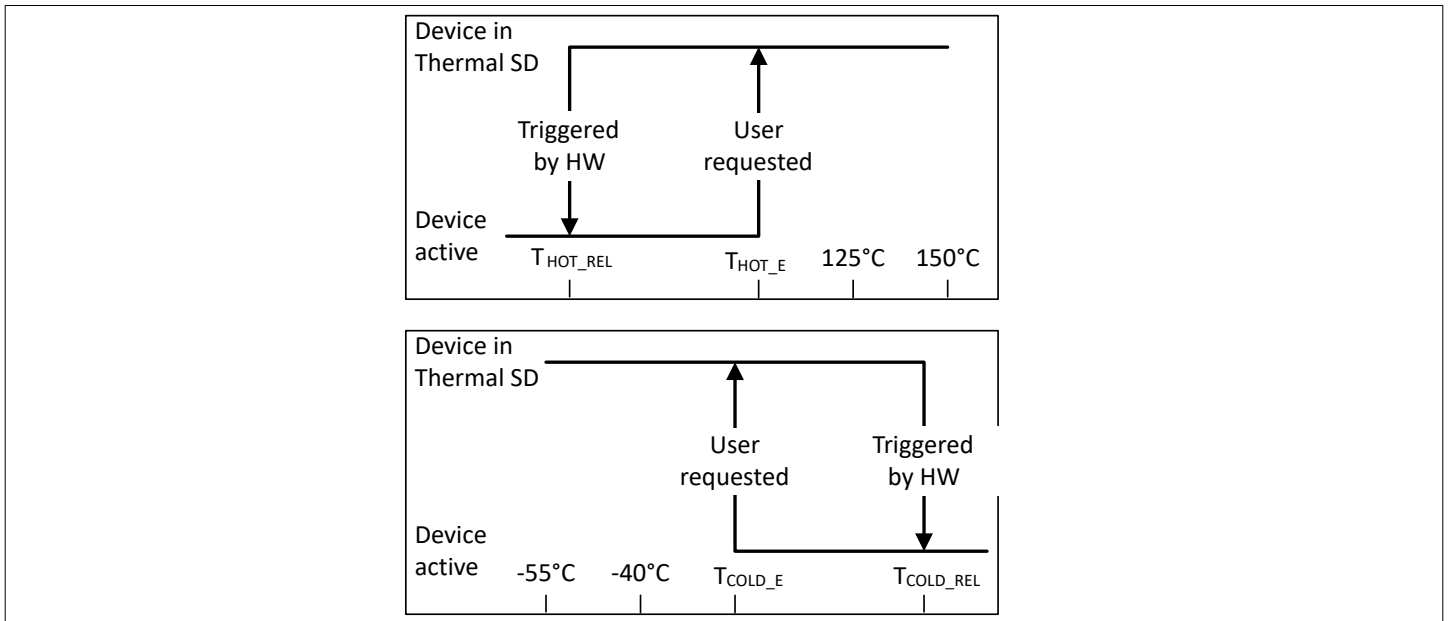 Device in
Thermal SD
Triggered
by HW
User
requested
Device
active
T HOT_REL
THOT_E
125°C
150°C
Device in
Thermal SD
User
requested
Triggered
by HW
Device
active
-55°C
-40°C
TCOLD_E
TCOLD_REL